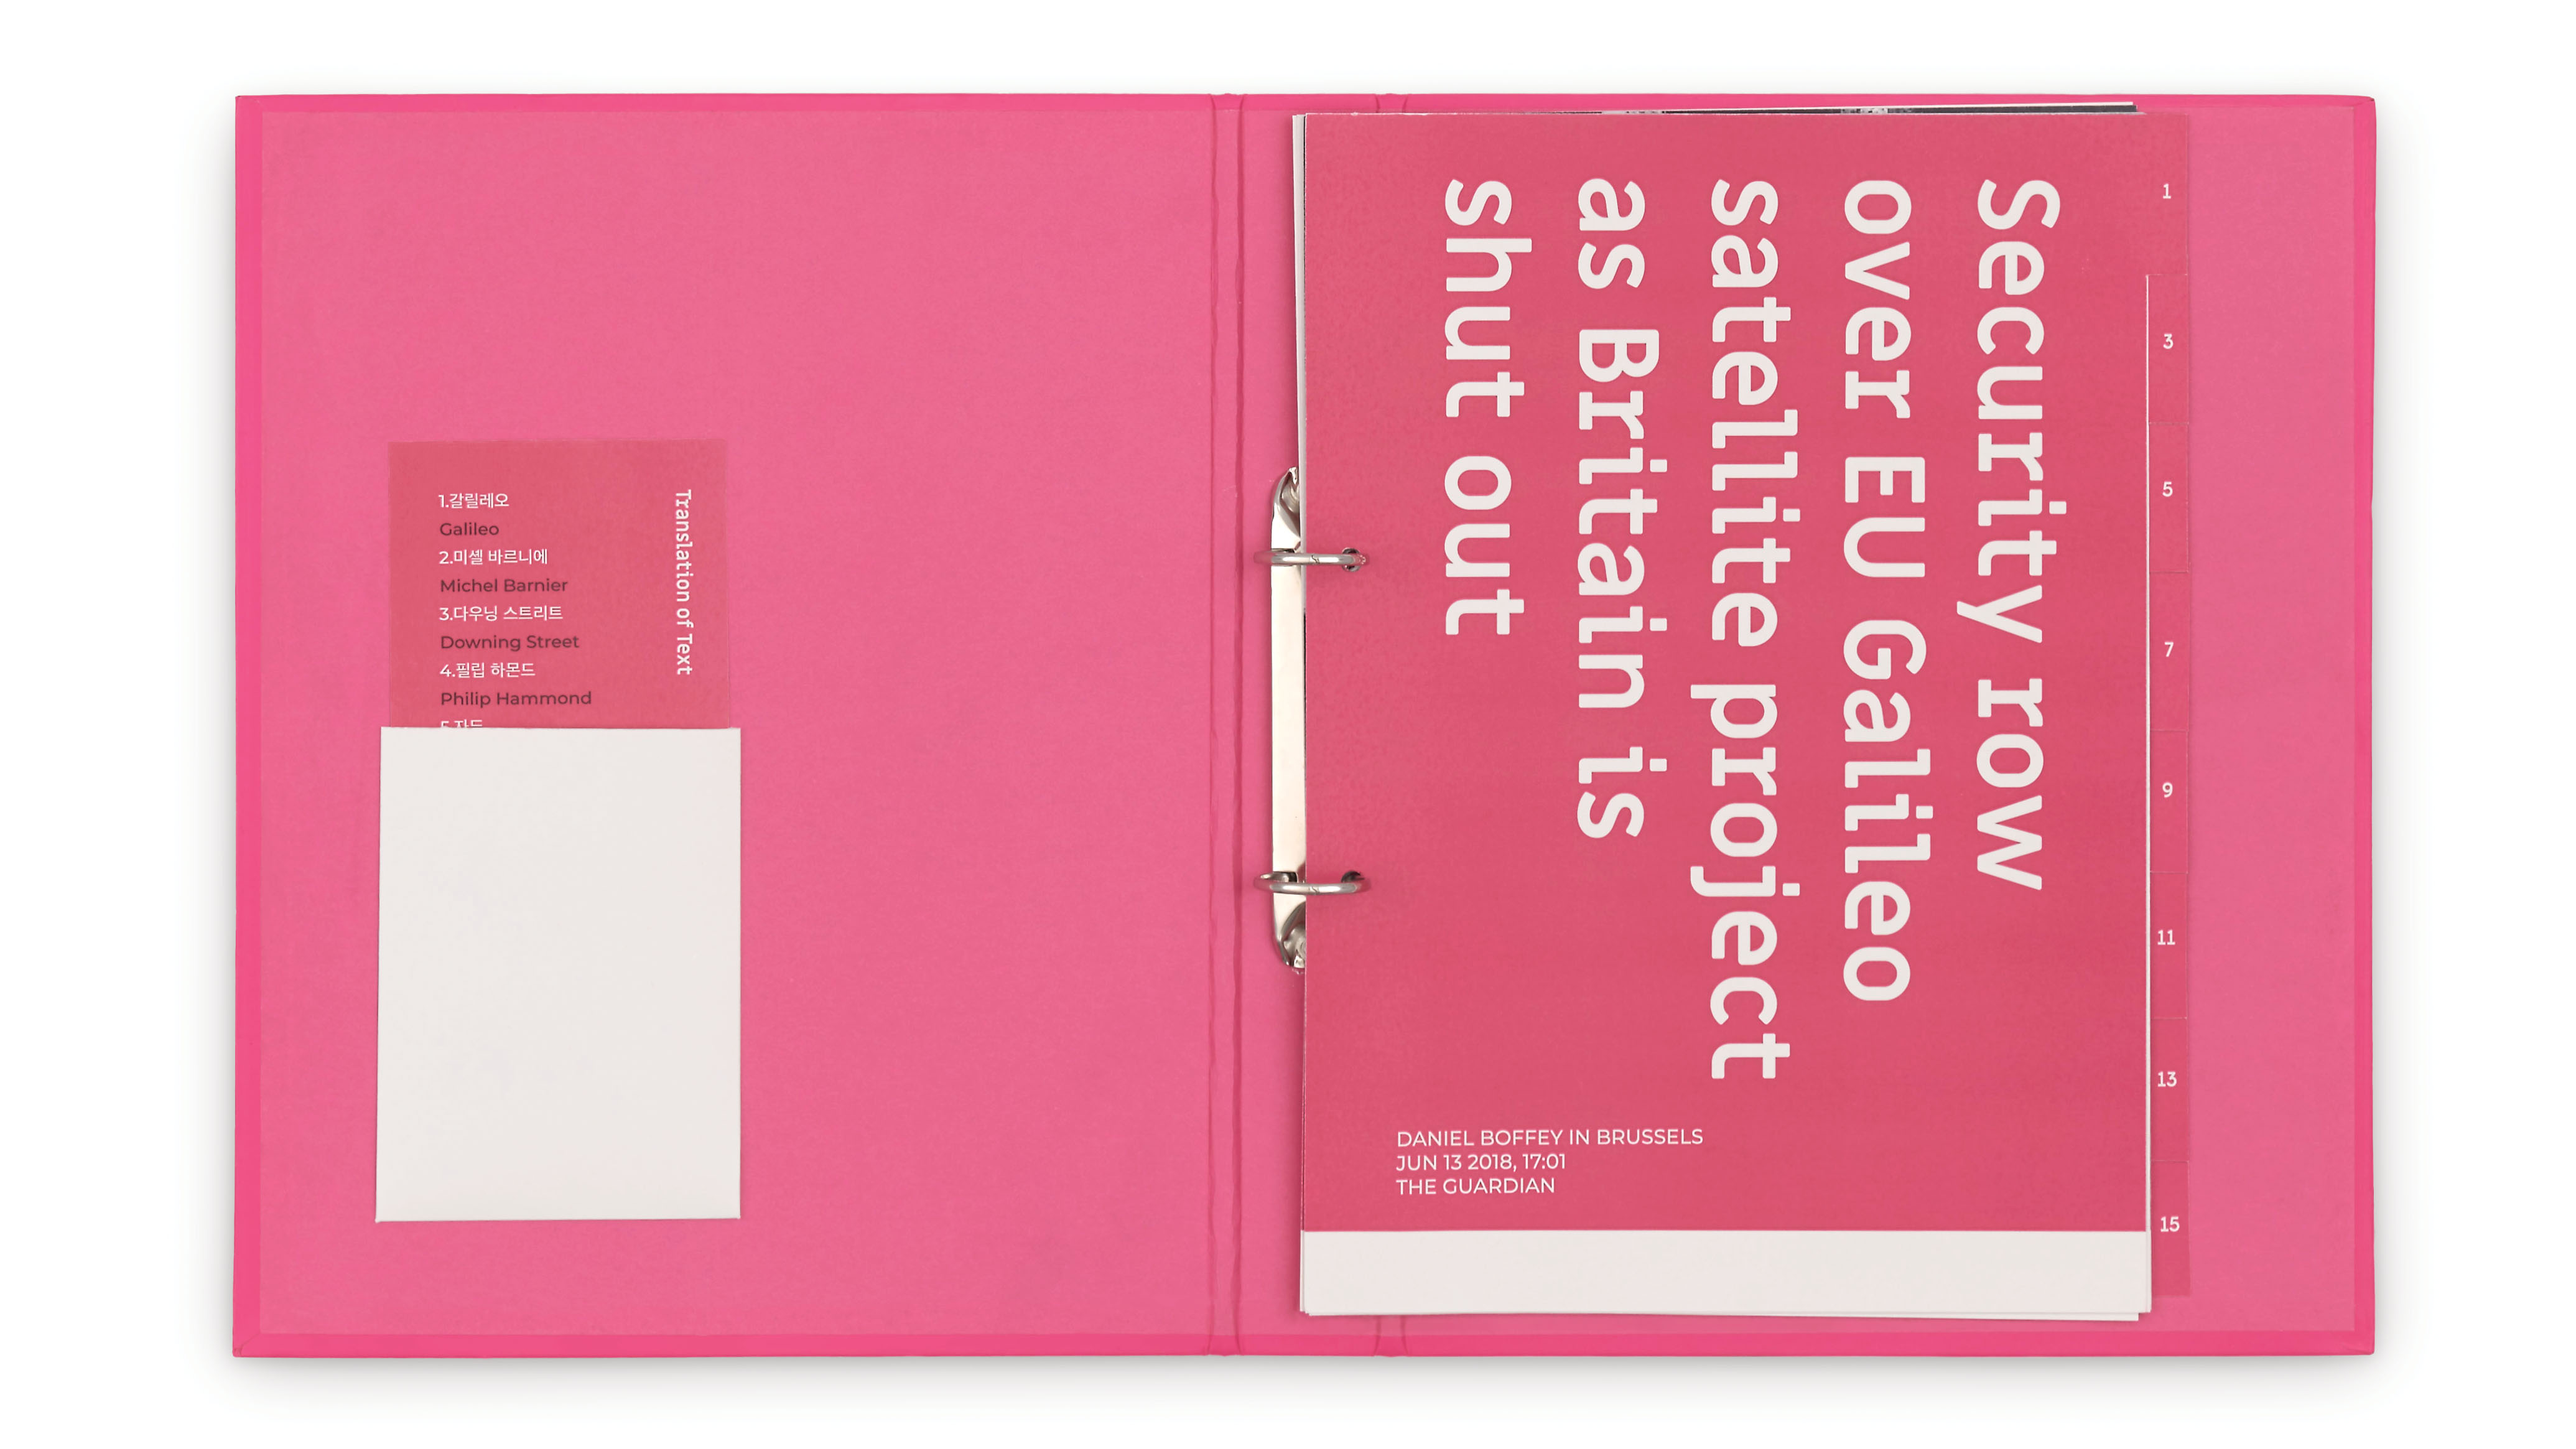 Translation of Text
1.갈릴레오
Galileo
2.미셸 바르니에
Michel Barnier
3.다우닝 스트리트
Downing Street
4.필립 하몬드
Philip Hammond
Security row
over EU Galileo
satellite project
as Britain is
shut out
DANIEL BOFFEY IN BRUSSELS
JUN 13 2018, 17:01
THE GUARDIAN
1
3
5
7
9
11
13
15